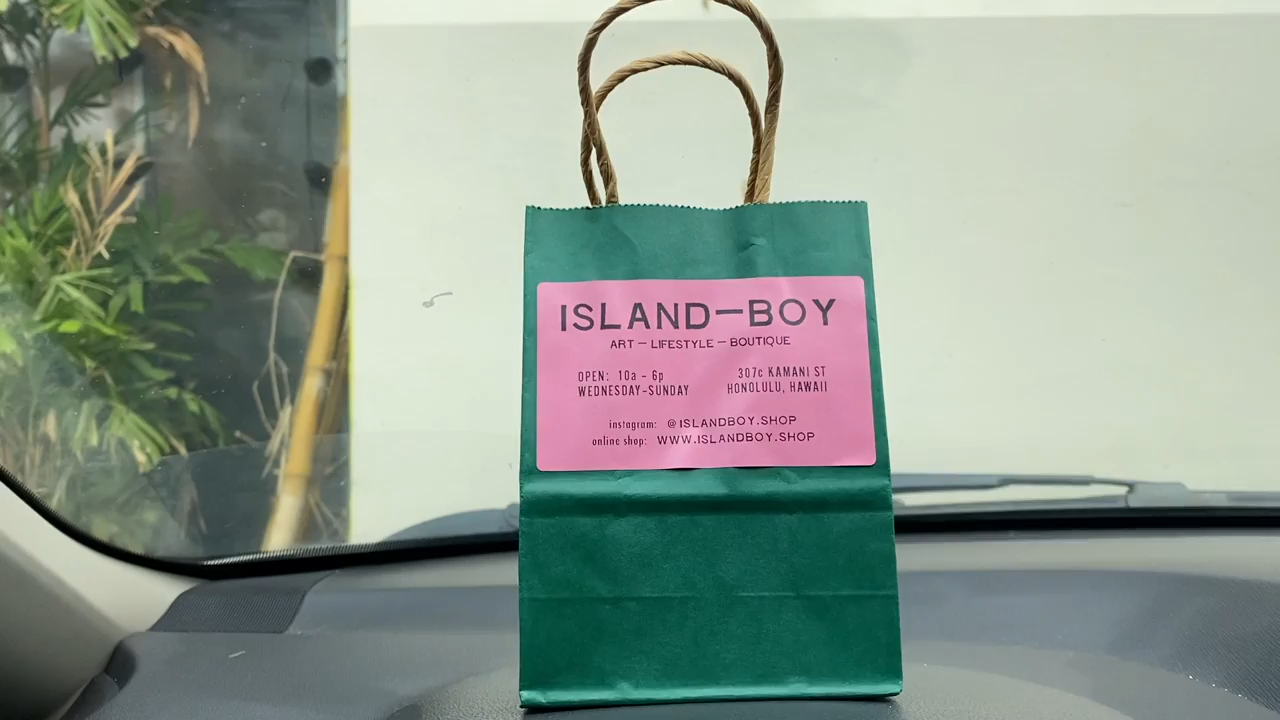 ISLAND-BOY
ART - LIFESTYLE - BOUTIQUE
OPEN: 10a - 6p
WEDNESDAY-SUNDAY
307c KAMANI ST
HONOLULU, HAWAII
instagram: @ISLANDBOY.SHOP
online shop: WWW.ISLANDBOY.SHOP